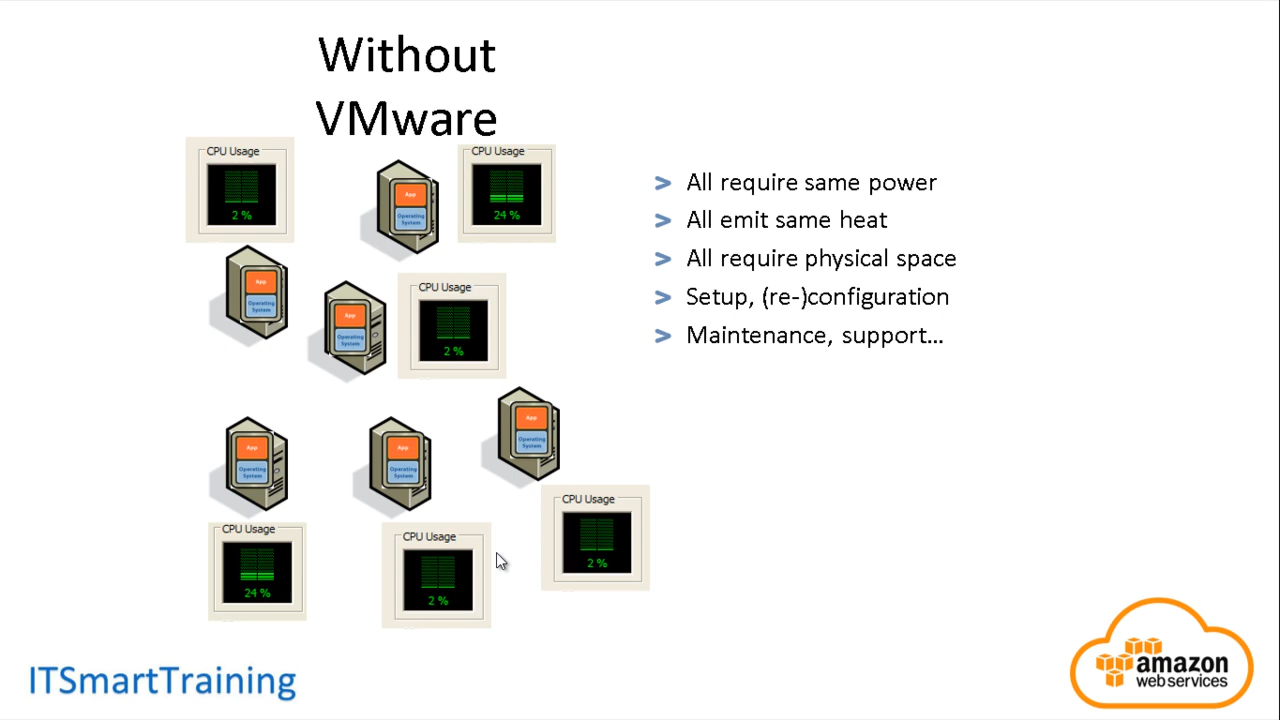 Without
VMware
CPU Usage
2 %
App
Operating
System
CPU Usage
24 %
App
Operating
System
App
Operating
System
CPU Usage
2 %
App
Operating
System
App
Operating
System
App
Operating
System
CPU Usage
24 %
CPU Usage
2 %
CPU Usage
2 %
> All require same power
> All emit same heat
> All require physical space
> Setup, (re-)configuration
> Maintenance, support...
ITSmartTraining
amazon
web services